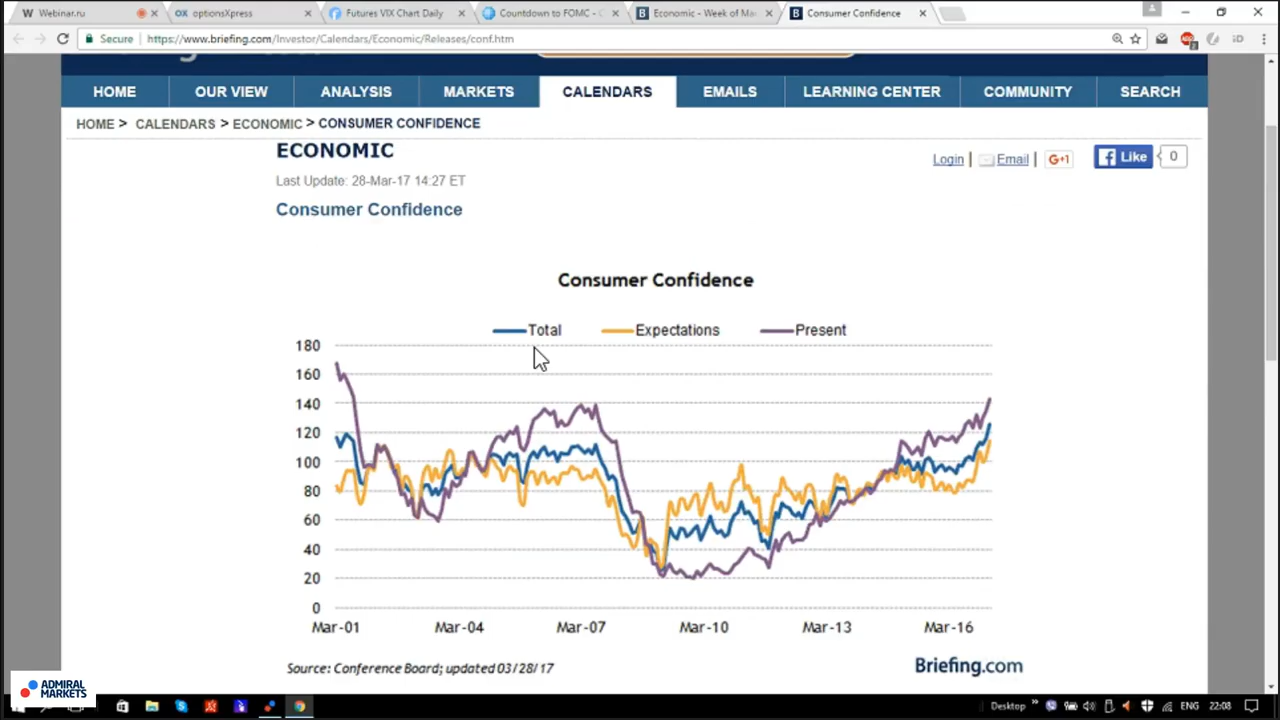 Webinar.ru
OX optionsXpress
Futures VIX Chart Daily
Countdown to FOMC - C
B Economic - Week of Ma
B Consumer Confidence
Secure https://www.briefing.com/Investor/Calendars/Economic/Releases/conf.htm
HOME OUR VIEW ANALYSIS MARKETS CALENDARS EMAILS LEARNING CENTER COMMUNITY SEARCH
HOME > CALENDARS > ECONOMIC > CONSUMER CONFIDENCE
ECONOMIC
Login | Email | G+1 Like 0
Last Update: 28-Mar-17 14:27 ET
Consumer Confidence
Consumer Confidence
Total Expectations Present
180
160
140
120
100
80
60
40
20
0
Mar-01 Mar-04 Mar-07 Mar-10 Mar-13 Mar-16
Source: Conference Board; updated 03/28/17
Briefing.com
ADMIRAL
MARKETS
Desktop ENG 22:08